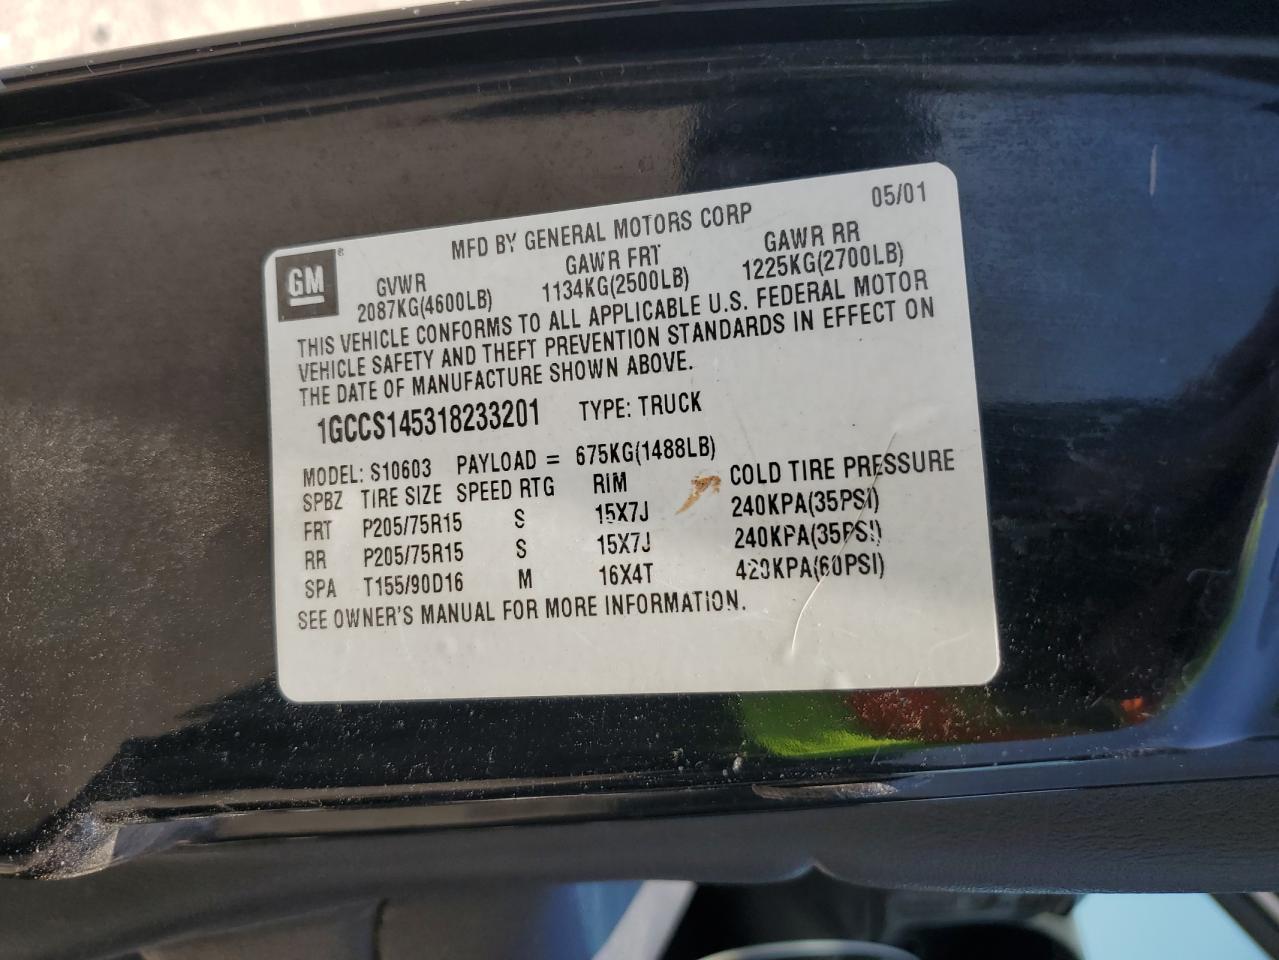 05/01
MFD BY GENERAL MOTORS CORP
GM®
GVWR GAWR FRT GAWR RR
2087KG(4600LB) 1134KG(2500LB) 1225KG(2700LB)
THIS VEHICLE CONFORMS TO ALL APPLICABLE U.S. FEDERAL MOTOR
VEHICLE SAFETY AND THEFT PREVENTION STANDARDS IN EFFECT ON
THE DATE OF MANUFACTURE SHOWN ABOVE.
1GCCS145318233201 TYPE: TRUCK
MODEL: S10603 PAYLOAD = 675KG(1488LB)
SPBZ TIRE SIZE SPEED RTG RIM COLD TIRE PRESSURE
FRT P205/75R15 S 15X7J 240KPA(35PSI)
RR P205/75R15 S 15X7J 240KPA(35PSI)
SPA T155/90D16 M 16X4T 420KPA(60PSI)
SEE OWNER'S MANUAL FOR MORE INFORMATION.